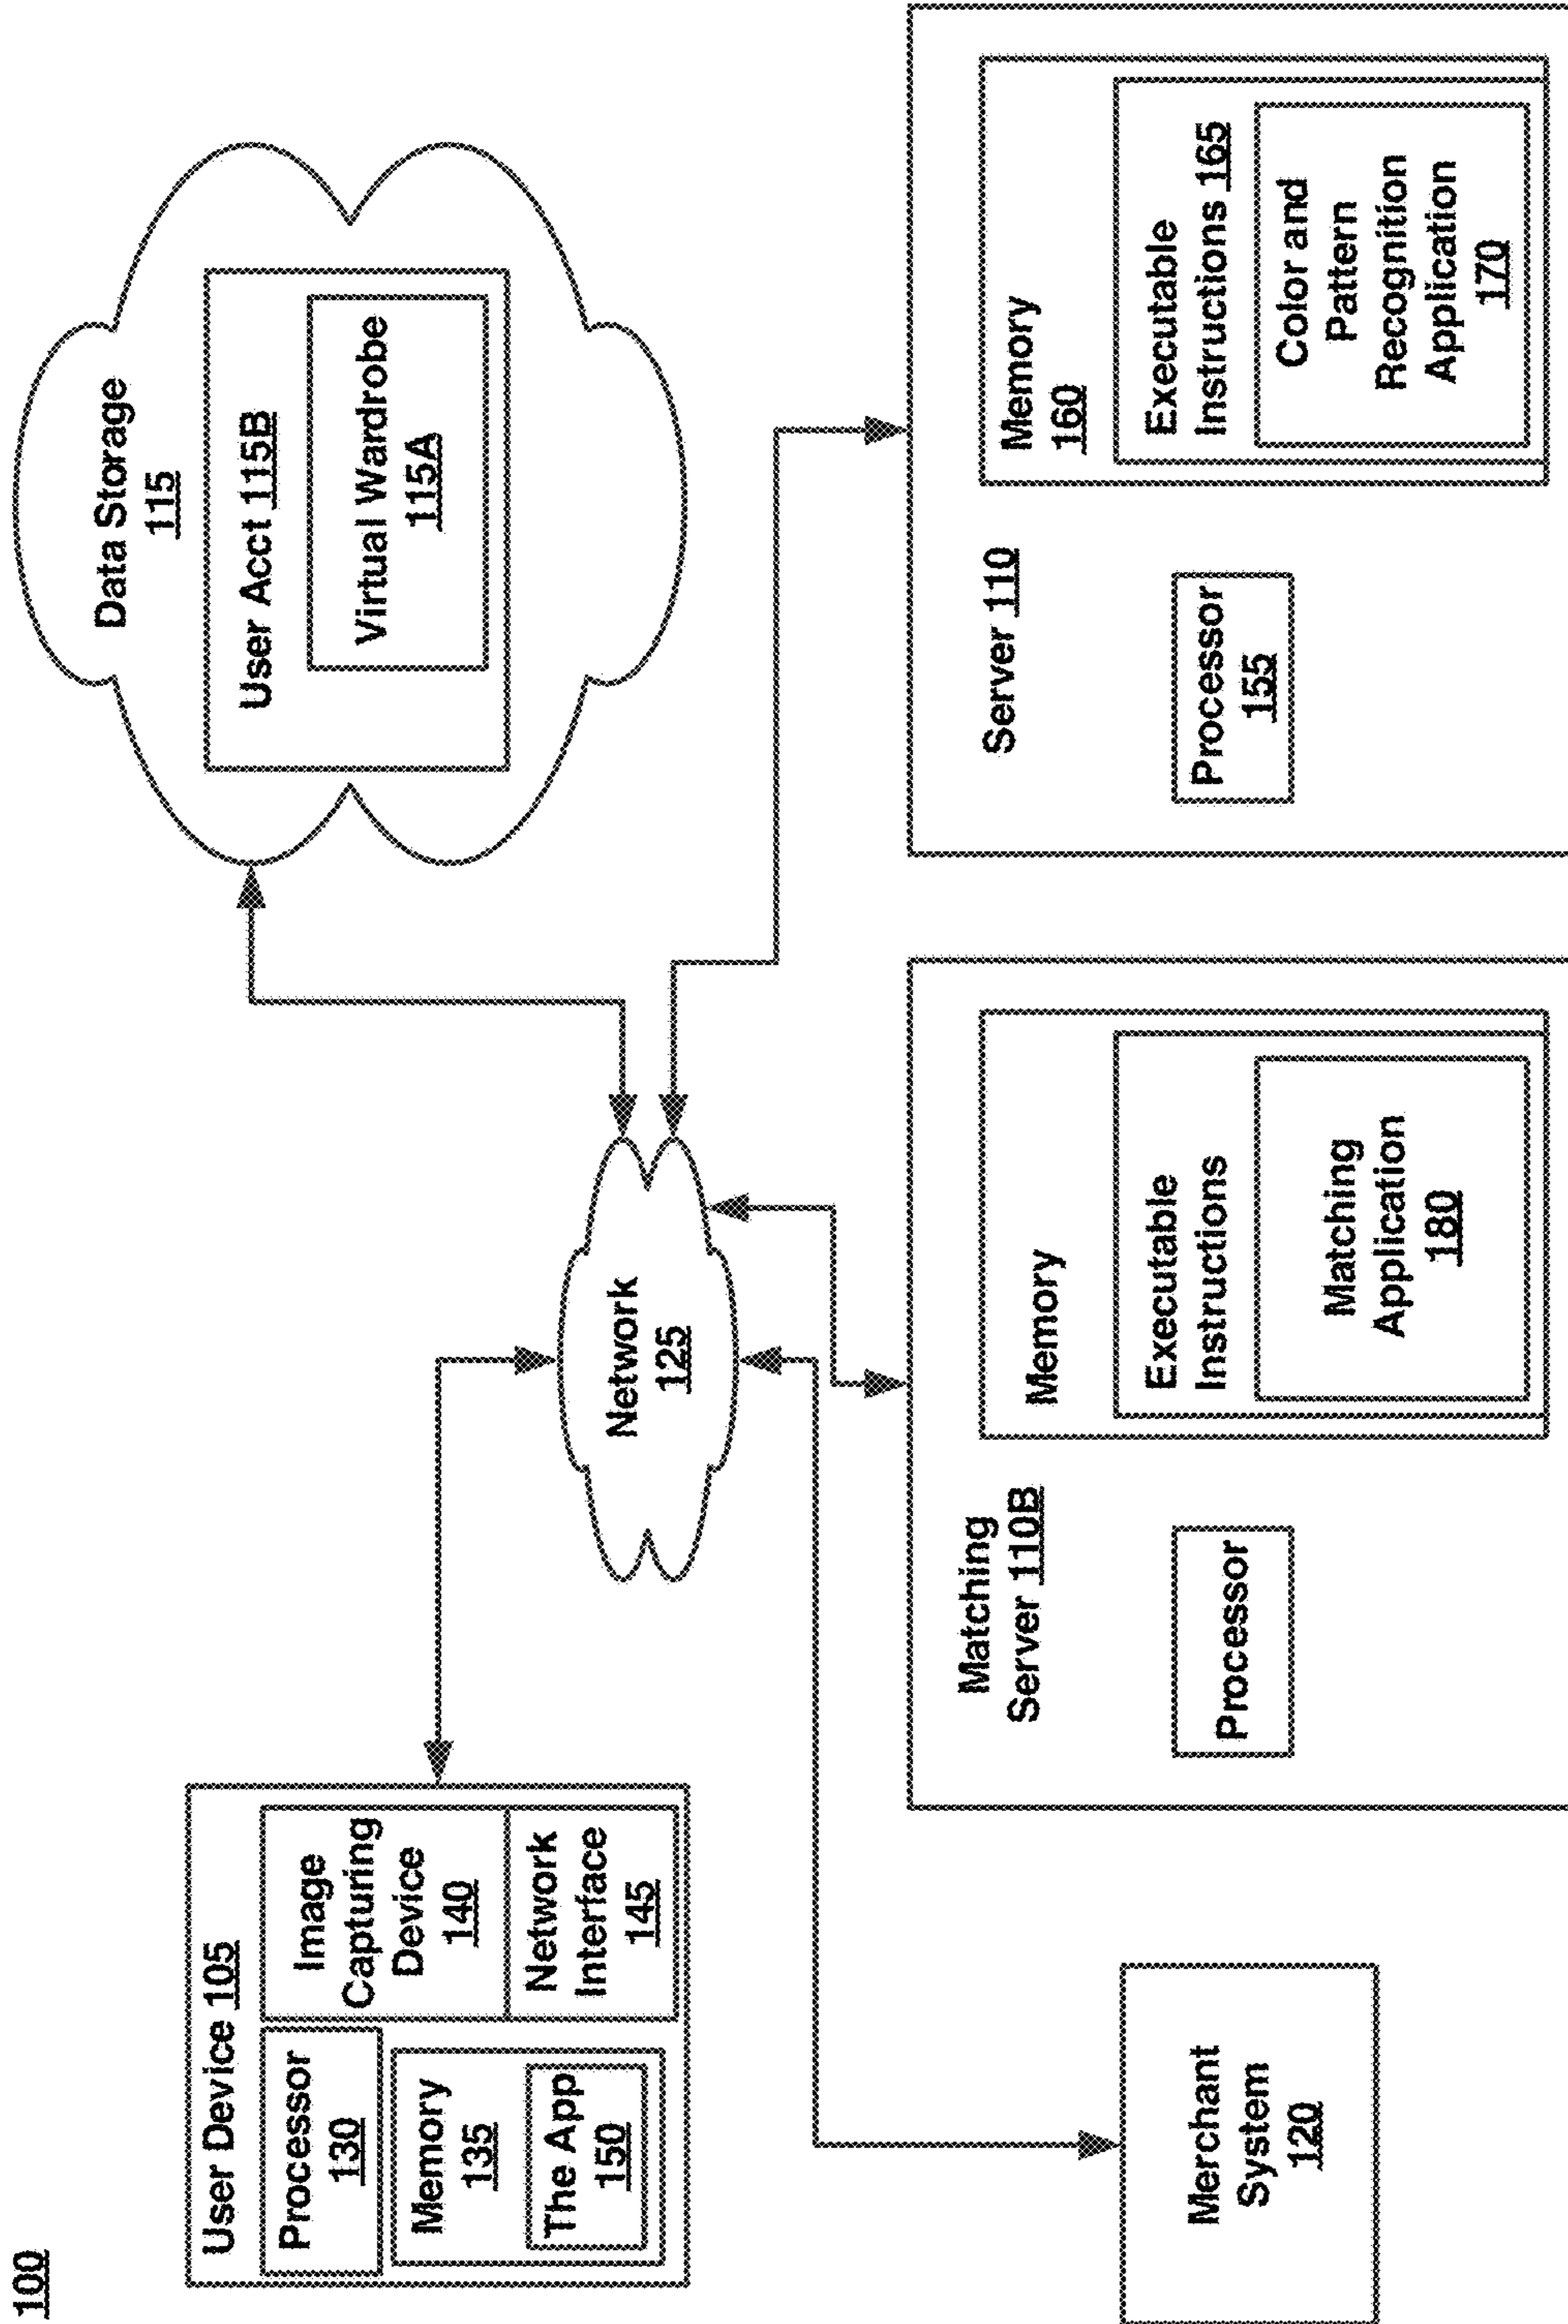 100
User Device 105
Processor
130
Memory
135
The App
150
Image
Capturing
Device
140
Network
Interface
145
Network
125
Data Storage
115
User Acct 115B
Virtual Wardrobe
115A
Merchant
System
120
Matching
Server 110B
Processor
Memory
Executable
Instructions
Matching
Application
180
Server 110
Processor
155
Memory
160
Executable
Instructions 165
Color and
Pattern
Recognition
Application
170